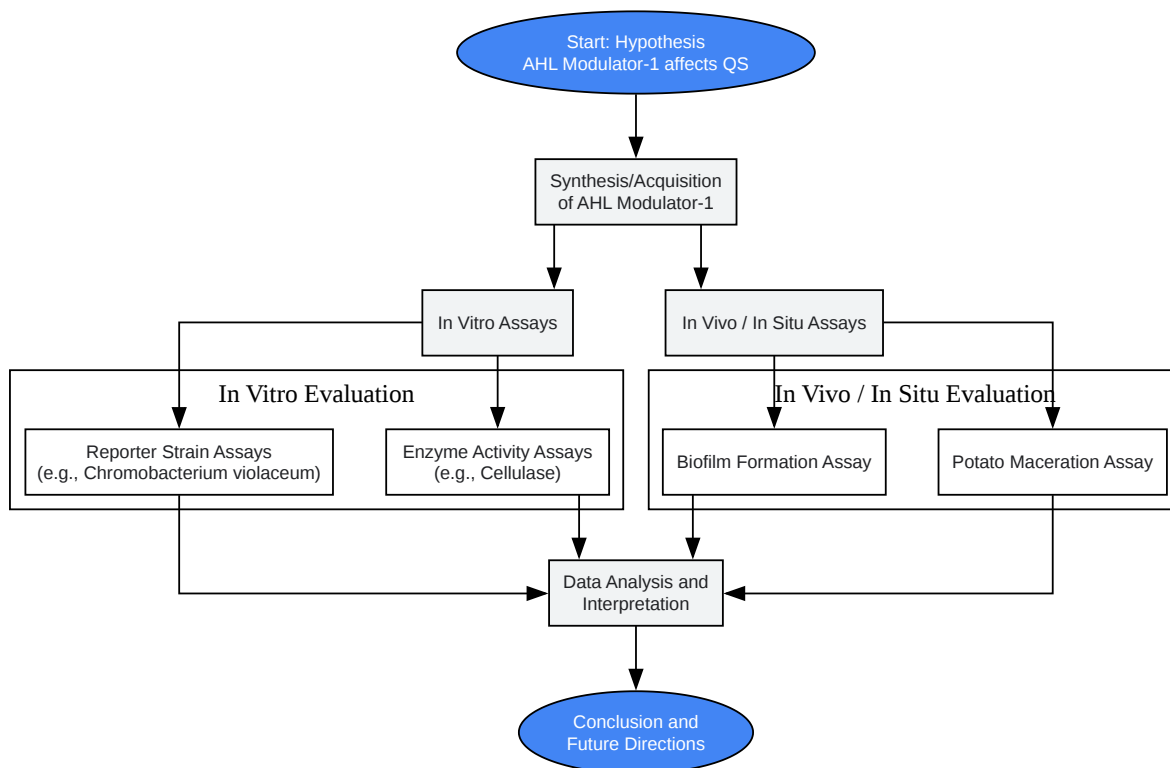 Start: Hypothesis
AHL Modulator-1 affects QS
Synthesis/Acquisition
of AHL Modulator-1
In Vitro Assays
In Vivo / In Situ Assays
In Vitro Evaluation
In Vivo / In Situ Evaluation
Reporter Strain Assays
(e.g., Chromobacterium violaceum)
Enzyme Activity Assays
(e.g., Cellulase)
Biofilm Formation Assay
Potato Maceration Assay
Data Analysis and
Interpretation
Conclusion and
Future Directions